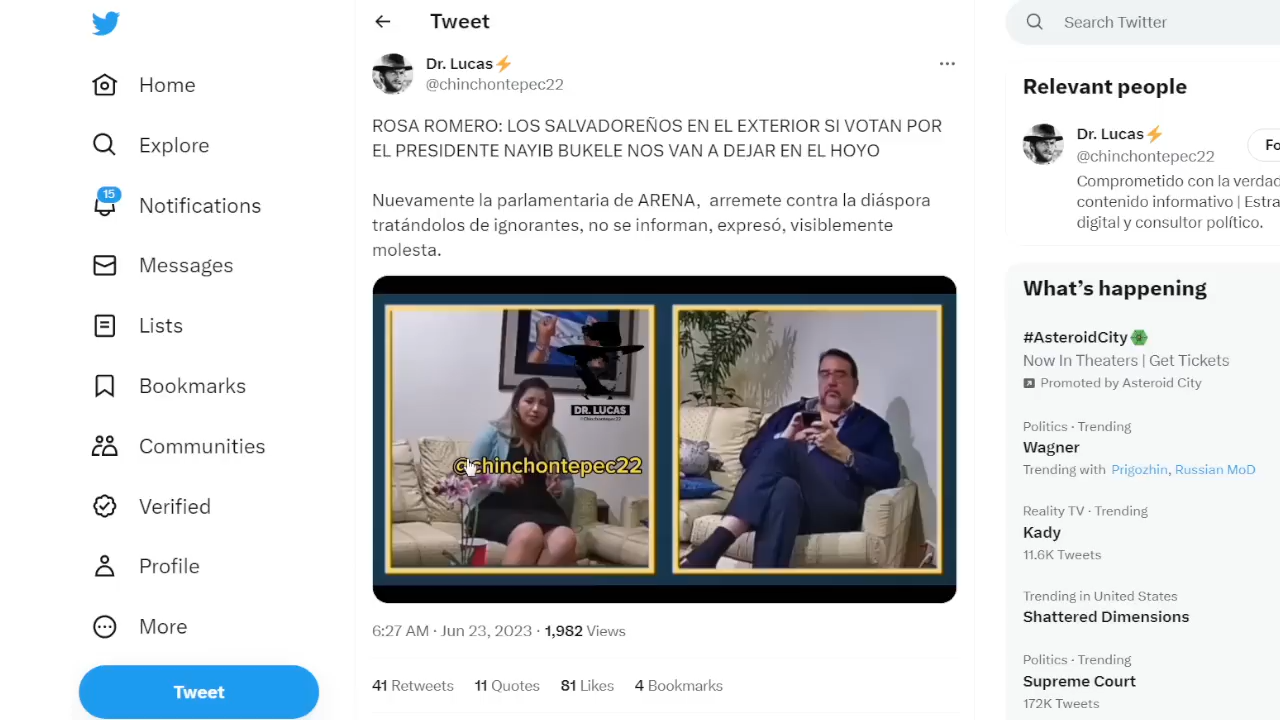 Home
Explore
15
Notifications
Messages
Lists
Bookmarks
Communities
Verified
Profile
More
Tweet
Tweet
Dr. Lucas⚡
@chinchontepec22
ROSA ROMERO: LOS SALVADOREÑOS EN EL EXTERIOR SI VOTAN POR
EL PRESIDENTE NAYIB BUKELE NOS VAN A DEJAR EN EL HOYO
Nuevamente la parlamentaria de ARENA, arremete contra la diáspora
tratándolos de ignorantes, no se informan, expresó, visiblemente
molesta.
DR. LUCAS
@chinchontepec22
@chinchontepec22
6:27 AM · Jun 23, 2023 · 1,982 Views
41 Retweets 11 Quotes 81 Likes 4 Bookmarks
Search Twitter
Relevant people
Dr. Lucas⚡
@chinchontepec22
Fo
Comprometido con la verdad
contenido informativo | Estra
digital y consultor político.
What's happening
#AsteroidCity
Now In Theaters | Get Tickets
Promoted by Asteroid City
Politics · Trending
Wagner
Trending with Prigozhin, Russian MoD
Reality TV · Trending
Kady
11.6K Tweets
Trending in United States
Shattered Dimensions
Politics · Trending
Supreme Court
172K Tweets